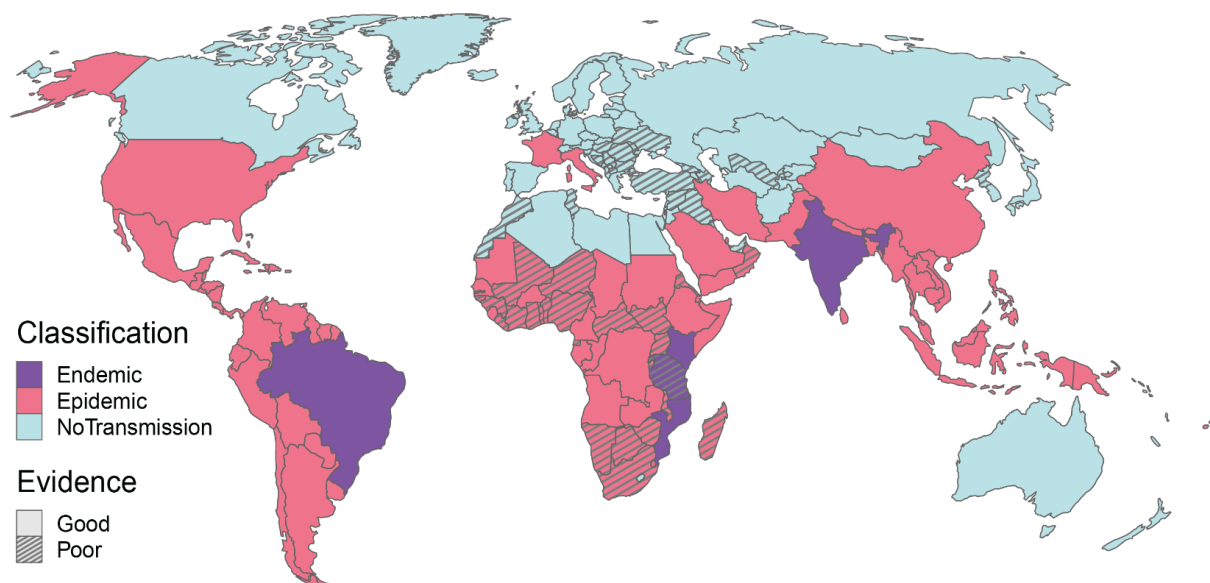 Classification
Endemic
Epidemic
NoTransmission
Evidence
Good
Poor